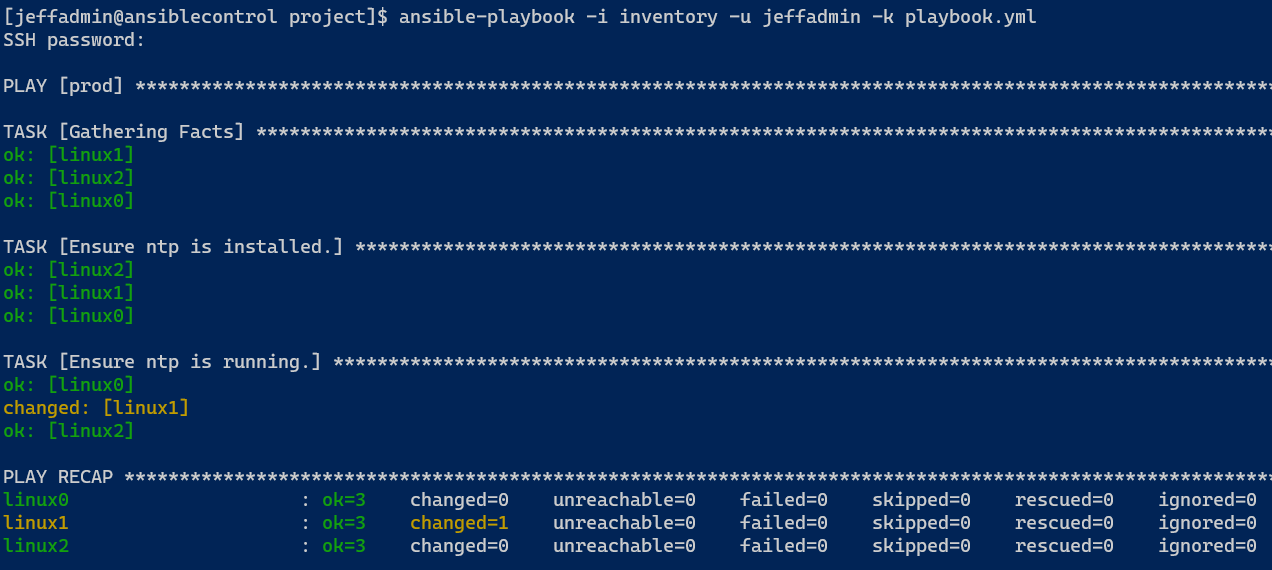 [jeffadmin@ansiblecontrol project]$ ansible-playbook -i inventory -u jeffadmin -k playbook.yml
SSH password:
PLAY [prod] *******************************************************************************************************
TASK [Gathering Facts] ********************************************************************************************
ok: [linux1]
ok: [linux2]
ok: [linux0]
TASK [Ensure ntp is installed.] ***********************************************************************************
ok: [linux2]
ok: [linux1]
ok: [linux0]
TASK [Ensure ntp is running.] *************************************************************************************
ok: [linux0]
changed: [linux1]
ok: [linux2]
PLAY RECAP ********************************************************************************************************
linux0 : ok=3 changed=0 unreachable=0 failed=0 skipped=0 rescued=0 ignored=0
linux1 : ok=3 changed=1 unreachable=0 failed=0 skipped=0 rescued=0 ignored=0
linux2 : ok=3 changed=0 unreachable=0 failed=0 skipped=0 rescued=0 ignored=0